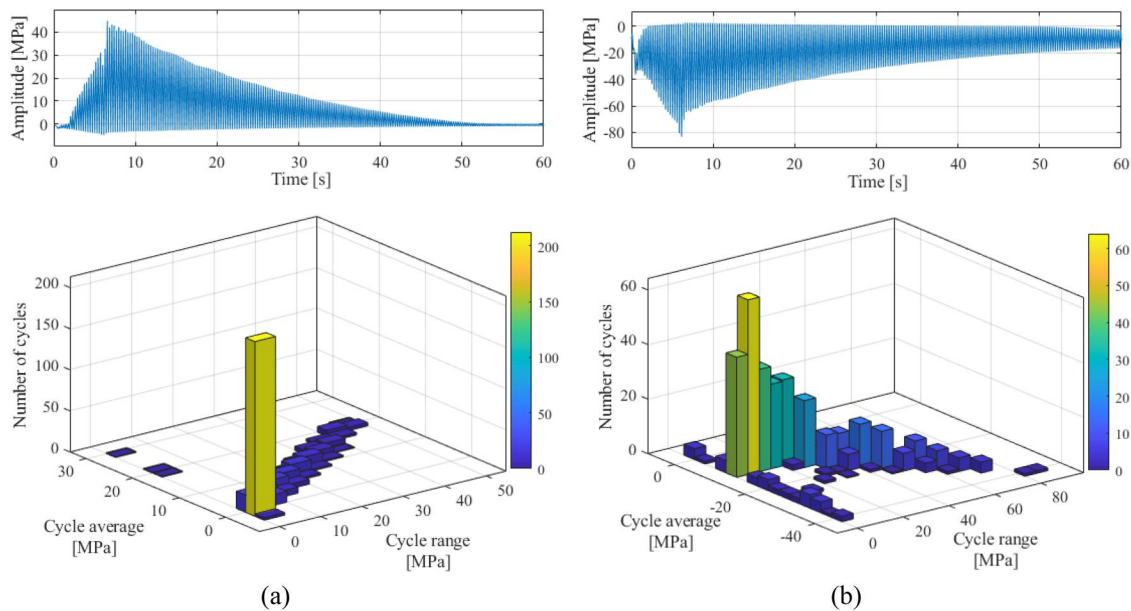 Amplitude [MPa]
40
30
20
10
0
0 10 20 30 40 50 60
Time [s]
Amplitude [MPa]
0
-20
-40
-60
-80
0 10 20 30 40 50 60
Time [s]
Number of cycles
200
150
100
50
0
30
20
10
0
Cycle average
[MPa]
0
10
20
30
40
50
Cycle range
[MPa]
200
150
100
50
0
Number of cycles
60
40
20
0
0
-20
-40
Cycle average
[MPa]
0
20
40
60
80
Cycle range
[MPa]
60
50
40
30
20
10
0
(a)
(b)